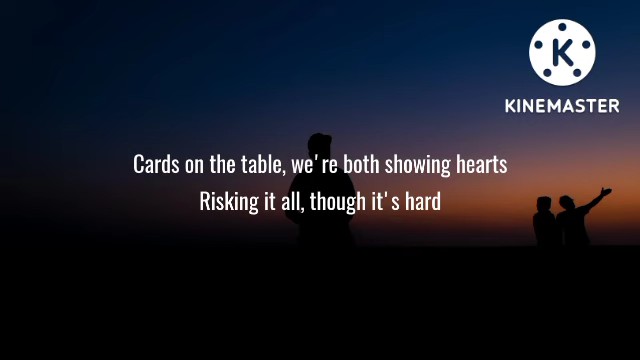 KINEMASTER
Cards on the table, we're both showing hearts
Risking it all, though it's hard